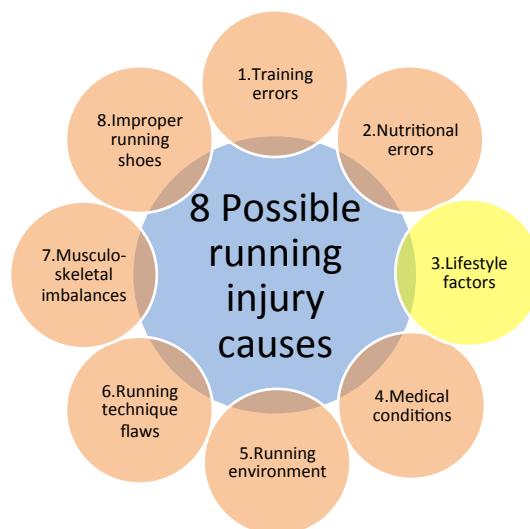 8 Possible
running
injury
causes
1.Training
errors
2.Nutritional
errors
3.Lifestyle
factors
4.Medical
conditions
5.Running
environment
6.Running
technique
flaws
7.Musculo-
skeletal
imbalances
8.Improper
running
shoes